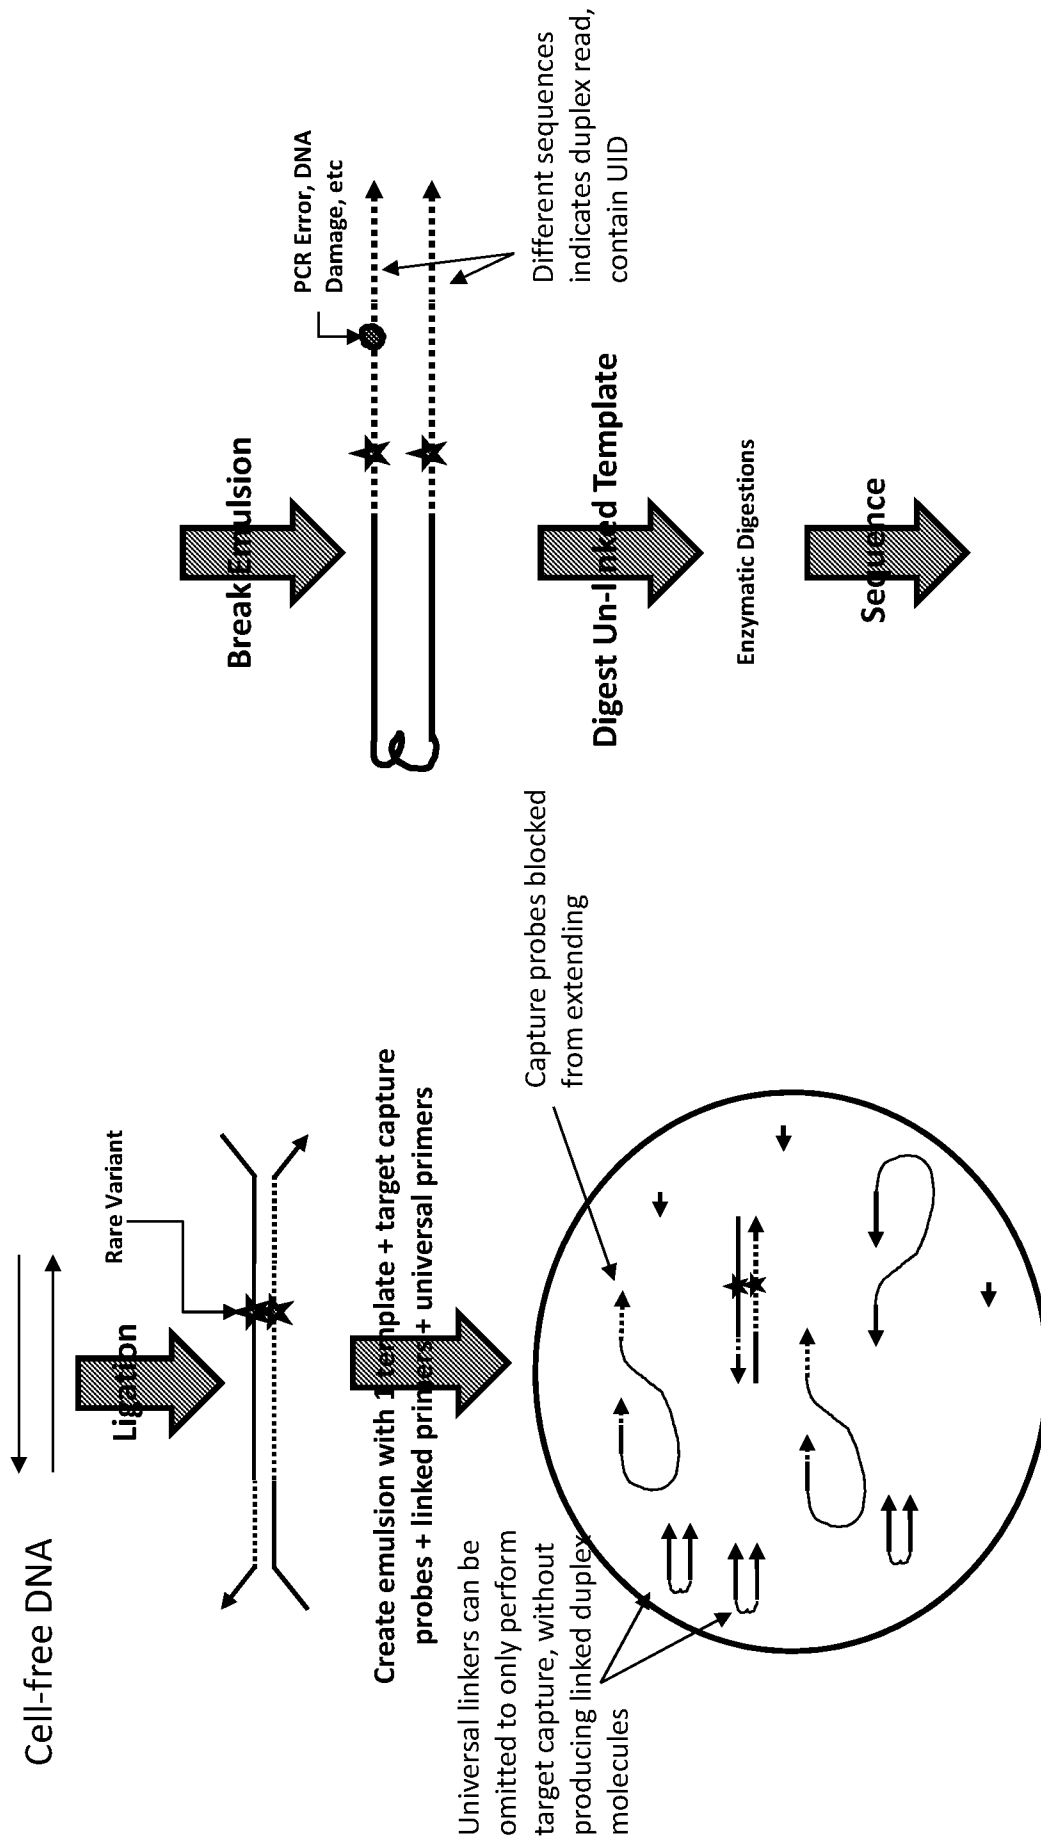 Cell-free DNA
Ligation
Rare Variant
Create emulsion with 1 template + target capture
probes + linked primers + universal primers
Universal linkers can be
omitted to only perform
target capture, without
producing linked duplex
molecules
Capture probes blocked
from extending
Break Emulsion
PCR Error, DNA
Damage, etc
Different sequences
indicates duplex read,
contain UID
Digest Un-linked Template
Enzymatic Digestions
Sequence